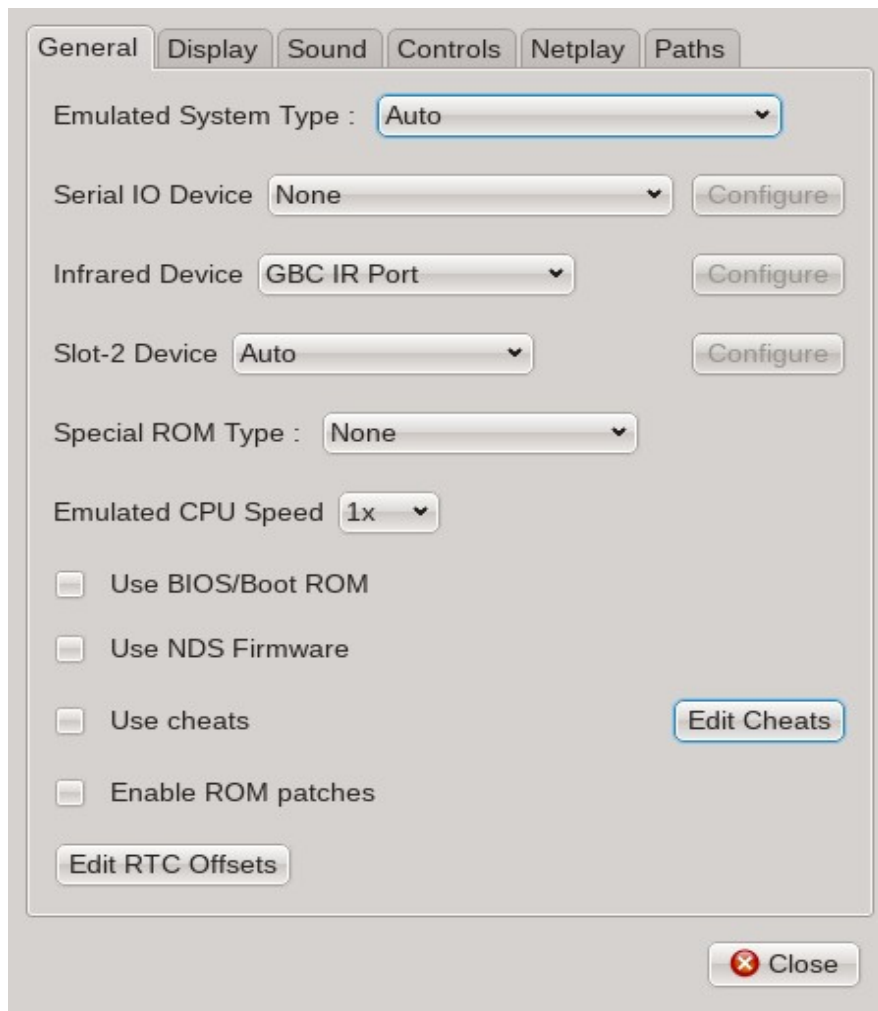 General Display Sound Controls Netplay Paths
Emulated System Type : Auto
Serial IO Device None Configure
Infrared Device GBC IR Port Configure
Slot-2 Device Auto Configure
Special ROM Type : None
Emulated CPU Speed 1x
Use BIOS/Boot ROM
Use NDS Firmware
Use cheats Edit Cheats
Enable ROM patches
Edit RTC Offsets
Close